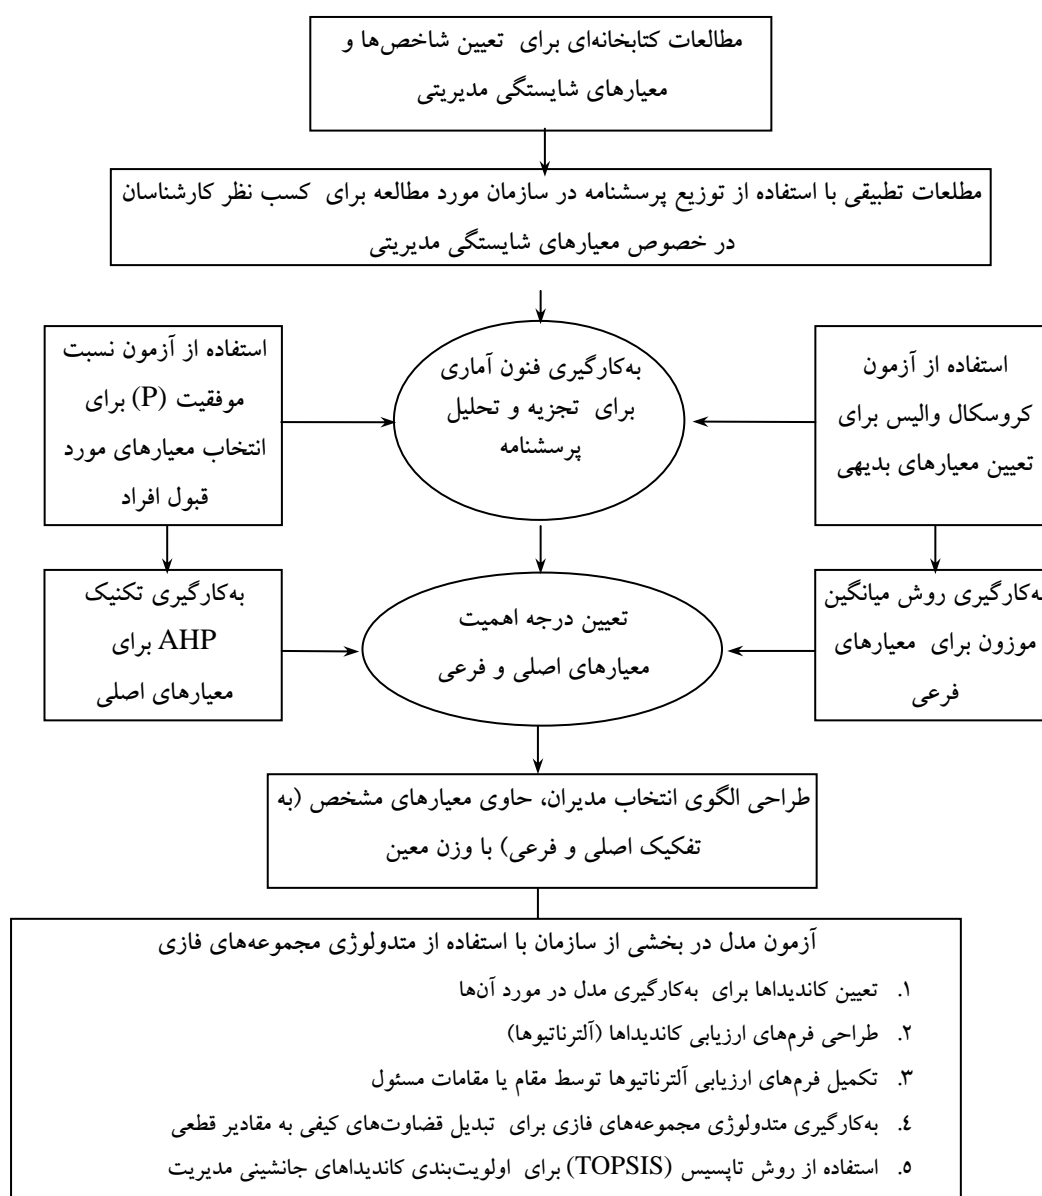 مطالعات کتابخانه‌ای برای تعیین شاخص‌ها و
معیارهای شایستگی مدیریتی
مطلعات تطبیقی با استفاده از توزیع پرسشنامه در سازمان مورد مطالعه برای کسب نظر کارشناسان
در خصوص معیارهای شایستگی مدیریتی
استفاده از آزمون
کروسکال والیس برای
تعیین معیارهای بدیهی
به‌کارگیری فنون آماری
برای تجزیه و تحلیل
پرسشنامه
استفاده از آزمون نسبت
موفقیت (P) برای
انتخاب معیارهای مورد
قبول افراد
به‌کارگیری روش میانگین
موزون برای معیارهای
فرعی
تعیین درجه اهمیت
معیارهای اصلی و فرعی
به‌کارگیری تکنیک
AHP برای
معیارهای اصلی
طراحی الگوی انتخاب مدیران، حاوی معیارهای مشخص (به
تفکیک اصلی و فرعی) با وزن معین
آزمون مدل در بخشی از سازمان با استفاده از متدولوژی مجموعه‌های فازی
۱. تعیین کاندیداها برای به‌کارگیری مدل در مورد آن‌ها
۲. طراحی فرم‌های ارزیابی کاندیداها (آلترناتیوها)
۳. تکمیل فرم‌های ارزیابی آلترناتیوها توسط مقام یا مقامات مسئول
٤. به‌کارگیری متدولوژی مجموعه‌های فازی برای تبدیل قضاوت‌های کیفی به مقادیر قطعی
٥. استفاده از روش تاپسیس (TOPSIS) برای اولویت‌بندی کاندیداهای جانشینی مدیریت